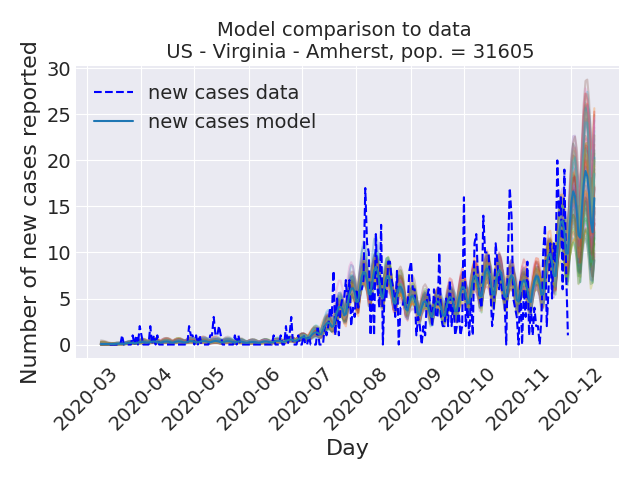 Model comparison to data
US - Virginia - Amherst, pop. = 31605
Number of new cases reported
30
25
20
15
10
5
0
new cases data
new cases model
2020-03
2020-04
2020-05
2020-06
2020-07
2020-08
2020-09
2020-10
2020-11
2020-12
Day